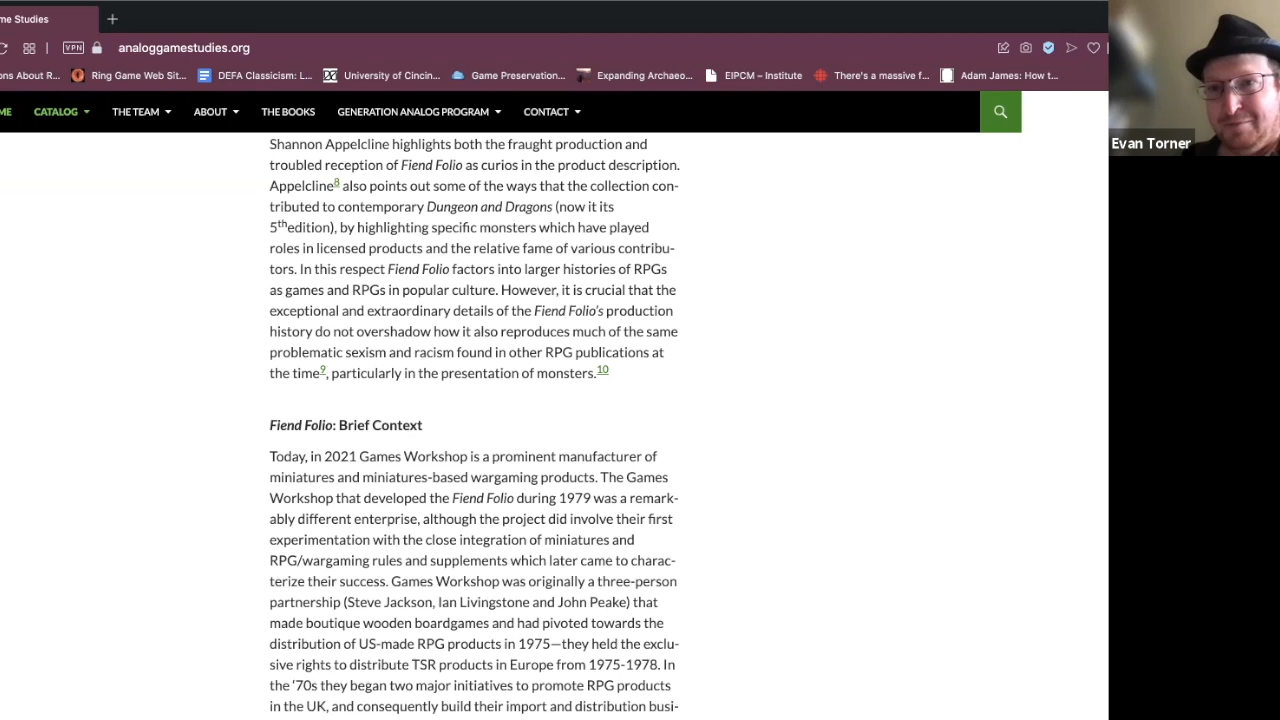 me Studies
analoggamestudies.org
VPN
ons About R...
Ring Game Web Sit...
DEFA Classicism: L...
University of Cincin...
Game Preservation...
Expanding Archaeo...
EIPCM – Institute
There's a massive f...
Adam James: How t...
ME
CATALOG
THE TEAM
ABOUT
THE BOOKS
GENERATION ANALOG PROGRAM
CONTACT
Evan Torner
Shannon Appelcline highlights both the fraught production and
troubled reception of Fiend Folio as curios in the product description.
Appelcline8 also points out some of the ways that the collection con-
tributed to contemporary Dungeon and Dragons (now it its
5thedition), by highlighting specific monsters which have played
roles in licensed products and the relative fame of various contribu-
tors. In this respect Fiend Folio factors into larger histories of RPGs
as games and RPGs in popular culture. However, it is crucial that the
exceptional and extraordinary details of the Fiend Folio's production
history do not overshadow how it also reproduces much of the same
problematic sexism and racism found in other RPG publications at
the time9, particularly in the presentation of monsters.10
Fiend Folio: Brief Context
Today, in 2021 Games Workshop is a prominent manufacturer of
miniatures and miniatures-based wargaming products. The Games
Workshop that developed the Fiend Folio during 1979 was a remark-
ably different enterprise, although the project did involve their first
experimentation with the close integration of miniatures and
RPG/wargaming rules and supplements which later came to charac-
terize their success. Games Workshop was originally a three-person
partnership (Steve Jackson, Ian Livingstone and John Peake) that
made boutique wooden boardgames and had pivoted towards the
distribution of US-made RPG products in 1975—they held the exclu-
sive rights to distribute TSR products in Europe from 1975-1978. In
the '70s they began two major initiatives to promote RPG products
in the UK, and consequently build their import and distribution busi-